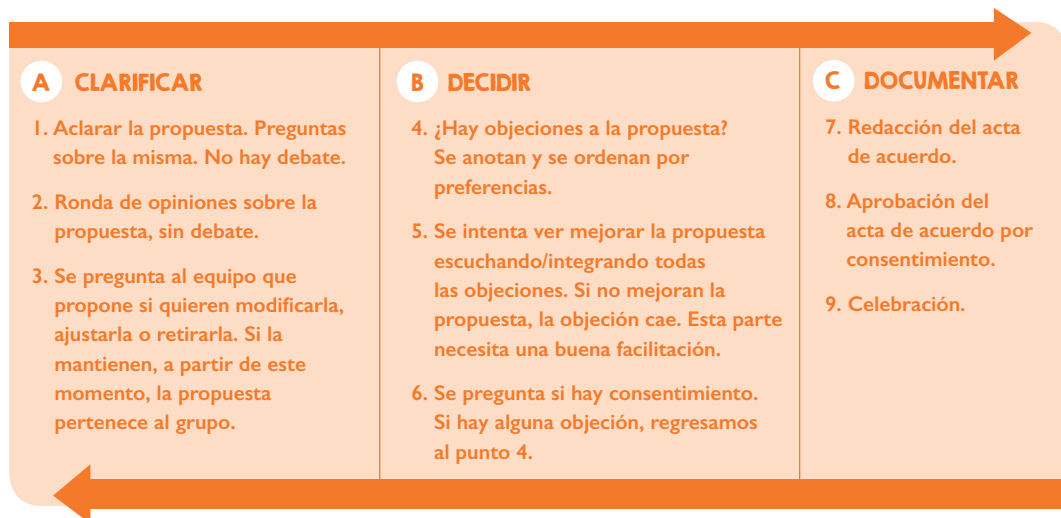 A CLARIFICAR
1. Aclarar la propuesta. Preguntas
sobre la misma. No hay debate.
2. Ronda de opiniones sobre la
propuesta, sin debate.
3. Se pregunta al equipo que
propone si quieren modificarla,
ajustarla o retirarla. Si la
mantienen, a partir de este
momento, la propuesta
pertenece al grupo.
B DECIDIR
4. ¿Hay objeciones a la propuesta?
Se anotan y se ordenan por
preferencias.
5. Se intenta ver mejorar la propuesta
escuchando/integrando todas
las objeciones. Si no mejoran la
propuesta, la objeción cae. Esta parte
necesita una buena facilitación.
6. Se pregunta si hay consentimiento.
Si hay alguna objeción, regresamos
al punto 4.
C DOCUMENTAR
7. Redacción del acta
de acuerdo.
8. Aprobación del
acta de acuerdo por
consentimiento.
9. Celebración.